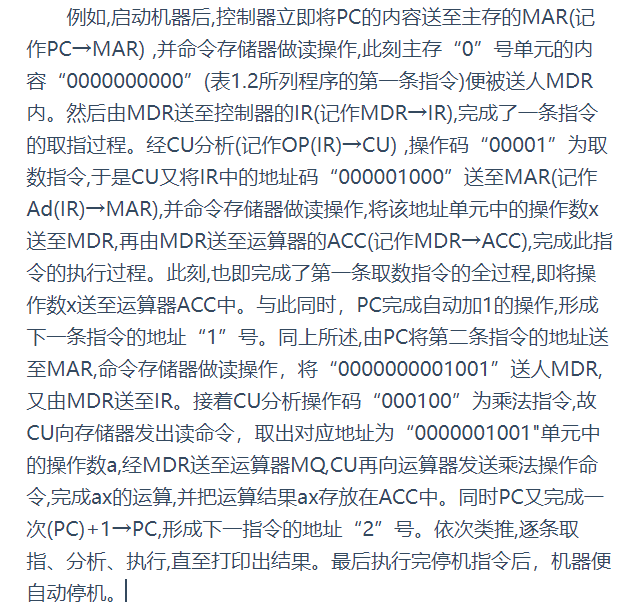 例如,启动机器后,控制器立即将PC的内容送至主存的MAR(记
作PC→MAR) ,并命令存储器做读操作,此刻主存“0”号单元的内
容“0000000000”(表1.2所列程序的第一条指令)便被送人MDR
内。然后由MDR送至控制器的IR(记作MDR→IR),完成了一条指令
的取指过程。经CU分析(记作OP(IR)→CU) ,操作码“00001”为取
数指令,于是CU又将IR中的地址码“000001000”送至MAR(记作
Ad(IR)→MAR),并命令存储器做读操作,将该地址单元中的操作数x
送至MDR,再由MDR送至运算器的ACC(记作MDR→ACC),完成此指
令的执行过程。此刻,也即完成了第一条取数指令的全过程,即将操
作数x送至运算器ACC中。与此同时，PC完成自动加1的操作,形成
下一条指令的地址“1”号。同上所述,由PC将第二条指令的地址送
至MAR,命令存储器做读操作，将“0000000001001”送人MDR,
又由MDR送至IR。接着CU分析操作码“000100”为乘法指令,故
CU向存储器发出读命令，取出对应地址为“0000001001"单元中
的操作数a,经MDR送至运算器MQ,CU再向运算器发送乘法操作命
令,完成ax的运算,并把运算结果ax存放在ACC中。同时PC又完成一
次(PC)+1→PC,形成下一指令的地址“2”号。依次类推,逐条取
指、分析、执行,直至打印出结果。最后执行完停机指令后，机器便
自动停机。